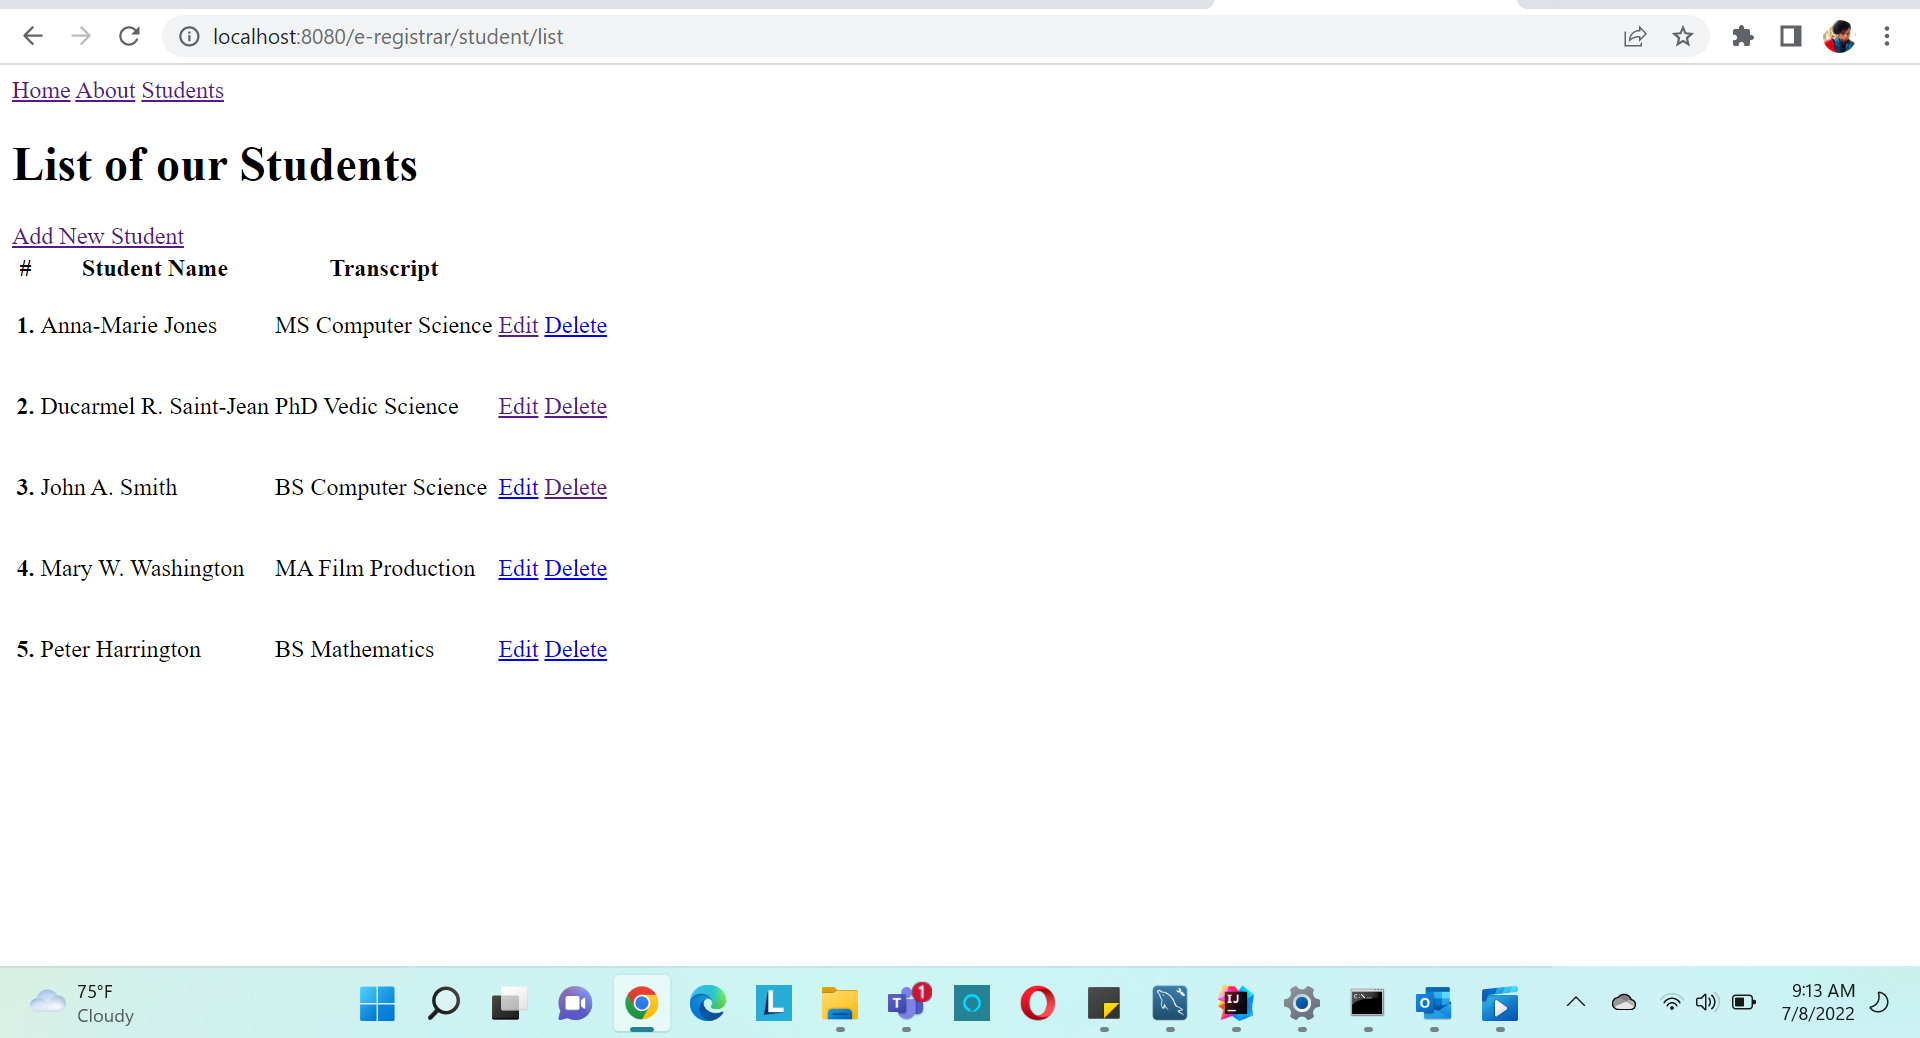 localhost:8080/e-registrar/student/list
Home About Students
List of our Students
Add New Student
# Student Name Transcript
1. Anna-Marie Jones MS Computer Science Edit Delete
2. Ducarmel R. Saint-Jean PhD Vedic Science Edit Delete
3. John A. Smith BS Computer Science Edit Delete
4. Mary W. Washington MA Film Production Edit Delete
5. Peter Harrington BS Mathematics Edit Delete
75°F
Cloudy
L
T
1
IJ
C:\
O
9:13 AM
7/8/2022